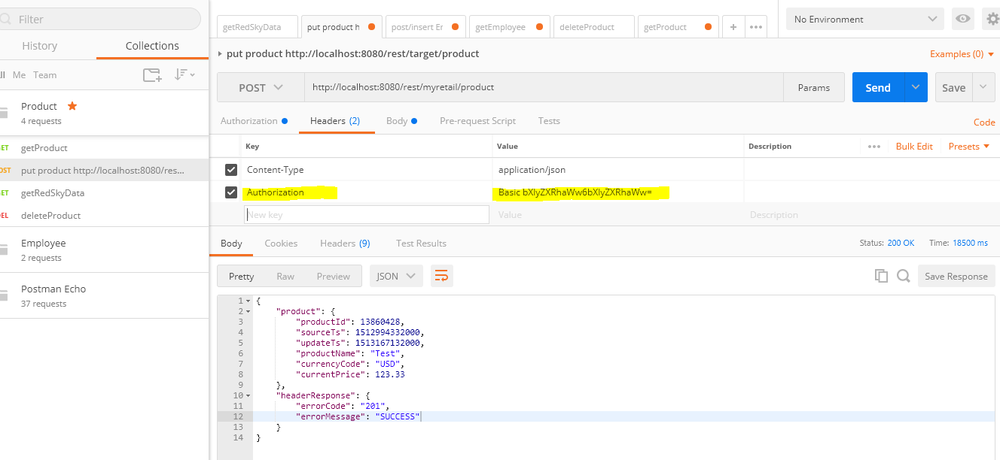 Filter
History Collections
ll Me Team
Product
4 requests
GET getProduct
OST put product http://localhost:8080/res...
GET getRedSkyData
DEL deleteProduct
Employee
2 requests
Postman Echo
37 requests
getRedSkyData put product h post/insert Er getEmployee deleteProduct getProduct + •••
No Environment
put product http://localhost:8080/rest/target/product
Examples (0)
POST http://localhost:8080/rest/myretail/product Params Send Save
Authorization Headers (2) Body Pre-request Script Tests Code
Key Value Description ••• Bulk Edit Presets
Content-Type application/json
Authorization Basic bXlyZXRhaWw6bXlyZXRhaWw=
New key Value Description
Body Cookies Headers (9) Test Results Status: 200 OK Time: 18500 ms
Pretty Raw Preview JSON Save Response
1 {
2 "product": {
3 "productId": 13860428,
4 "sourceTs": 1512994332000,
5 "updateTs": 1513167132000,
6 "productName": "Test",
7 "currencyCode": "USD",
8 "currentPrice": 123.33
9 },
10 "headerResponse": {
11 "errorCode": "201",
12 "errorMessage": "SUCCESS"
13 }
14 }